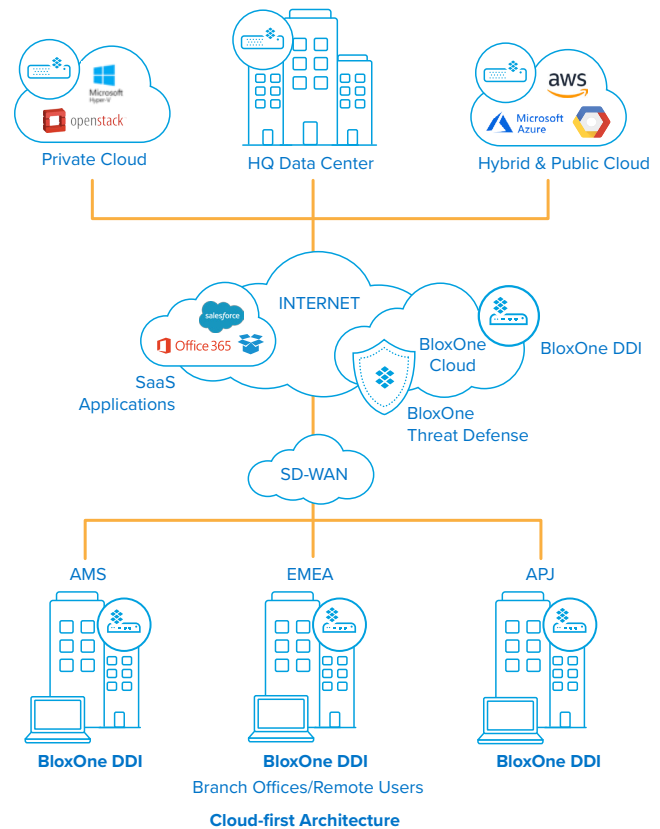 Microsoft
Hyper-V
openstack
Private Cloud
HQ Data Center
aws
Microsoft
Azure
Hybrid & Public Cloud
INTERNET
salesforce
Office 365
SaaS
Applications
BloxOne
Cloud
BloxOne DDI
BloxOne
Threat Defense
SD-WAN
AMS
EMEA
APJ
BloxOne DDI
BloxOne DDI
BloxOne DDI
Branch Offices/Remote Users
Cloud-first Architecture